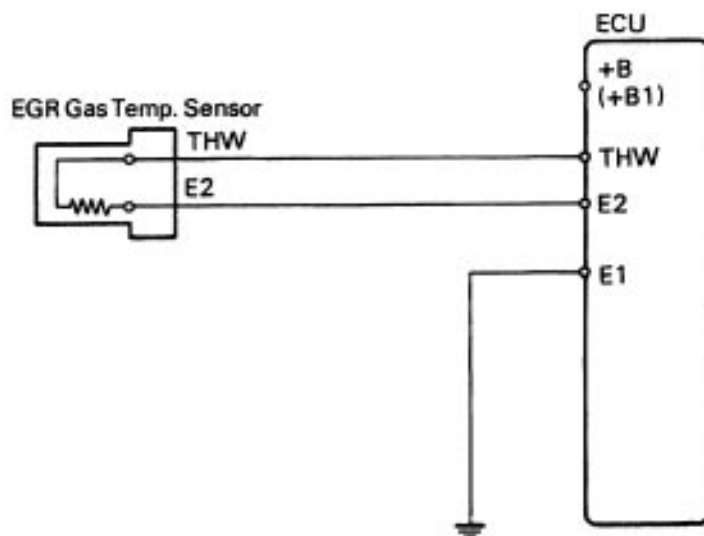 ECU
+B
(+B1)
EGR Gas Temp. Sensor
THW
THW
E2
E2
E1